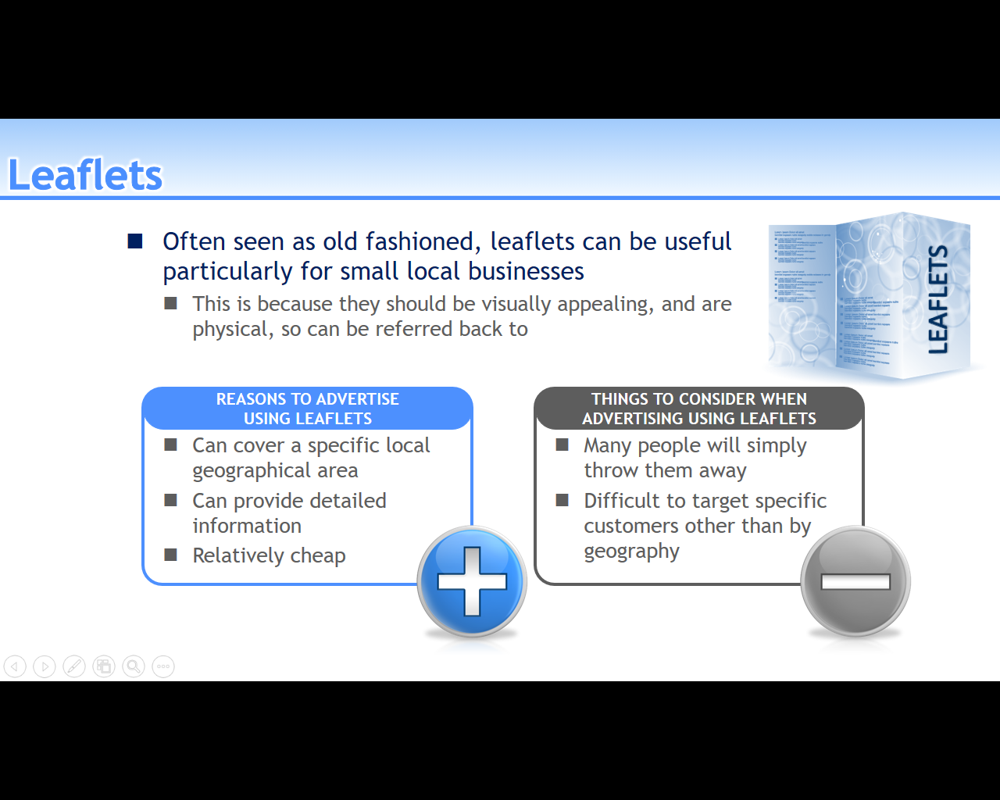 Leaflets
Often seen as old fashioned, leaflets can be useful
particularly for small local businesses
This is because they should be visually appealing, and are
physical, so can be referred back to
LEAFLETS
REASONS TO ADVERTISE
USING LEAFLETS
Can cover a specific local
geographical area
Can provide detailed
information
Relatively cheap
THINGS TO CONSIDER WHEN
ADVERTISING USING LEAFLETS
Many people will simply
throw them away
Difficult to target specific
customers other than by
geography